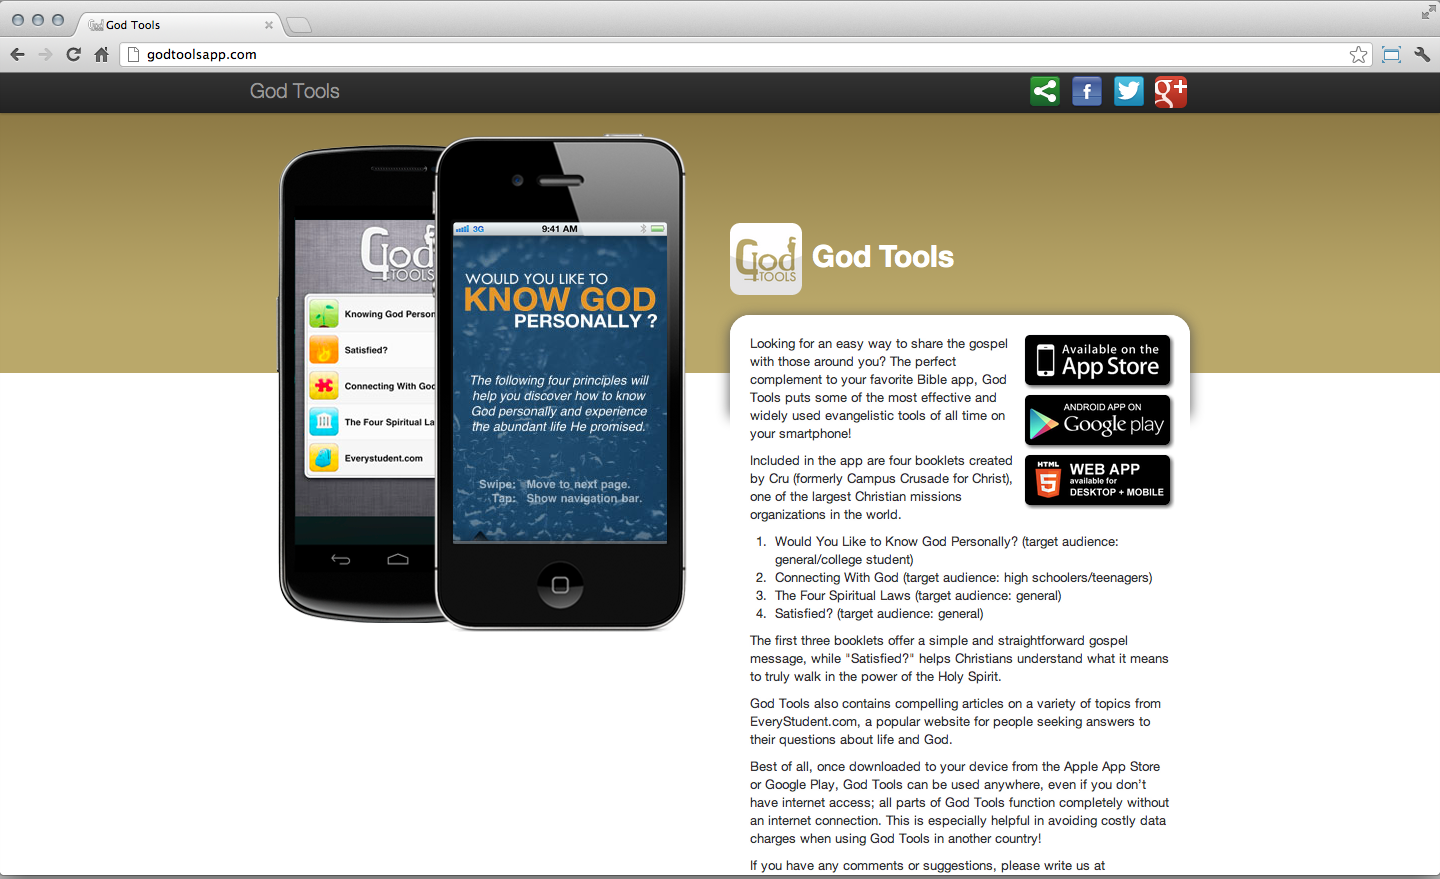 God Tools
godtoolsapp.com
God Tools
God
TOOLS
Knowing God Person
Satisfied?
Connecting With God
The Four Spiritual La
Everystudent.com
3G
9:41 AM
WOULD YOU LIKE TO
KNOW GOD
PERSONALLY ?
The following four principles will
help you discover how to know
God personally and experience
the abundant life He promised.
Swipe: Move to next page.
Tap: Show navigation bar.
God
TOOLS
God Tools
Looking for an easy way to share the gospel
with those around you? The perfect
complement to your favorite Bible app, God
Tools puts some of the most effective and
widely used evangelistic tools of all time on
your smartphone!
Available on the
App Store
ANDROID APP ON
Google play
HTML
5
WEB APP
available for
DESKTOP + MOBILE
Included in the app are four booklets created
by Cru (formerly Campus Crusade for Christ),
one of the largest Christian missions
organizations in the world.
1. Would You Like to Know God Personally? (target audience:
general/college student)
2. Connecting With God (target audience: high schoolers/teenagers)
3. The Four Spiritual Laws (target audience: general)
4. Satisfied? (target audience: general)
The first three booklets offer a simple and straightforward gospel
message, while "Satisfied?" helps Christians understand what it means
to truly walk in the power of the Holy Spirit.
God Tools also contains compelling articles on a variety of topics from
EveryStudent.com, a popular website for people seeking answers to
their questions about life and God.
Best of all, once downloaded to your device from the Apple App Store
or Google Play, God Tools can be used anywhere, even if you don't
have internet access; all parts of God Tools function completely without
an internet connection. This is especially helpful in avoiding costly data
charges when using God Tools in another country!
If you have any comments or suggestions, please write us at